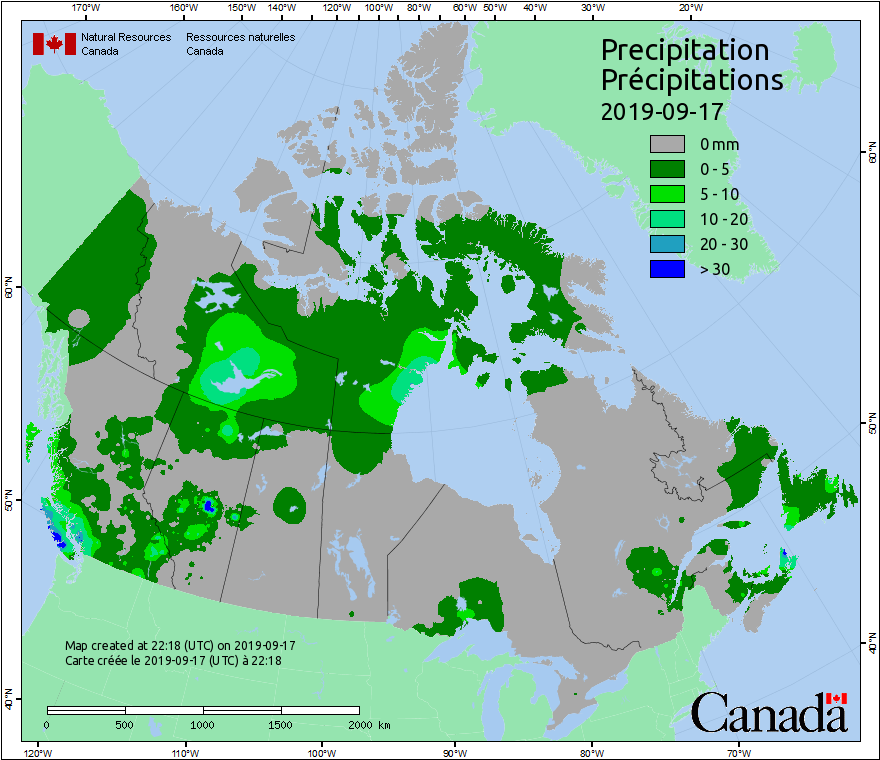 170°W 160°W 150°W 140°W 120°W 100°W 80°W 60°W 50°W 40°W 30°W 20°W
Natural Resources Ressources naturelles
Canada Canada
Precipitation
Précipitations
2019-09-17
0 mm
0 - 5
5 - 10
10 - 20
20 - 30
> 30
60°N 60°N
50°N 50°N
40°N 40°N
Map created at 22:18 (UTC) on 2019-09-17
Carte créée le 2019-09-17 (UTC) à 22:18
0 500 1000 1500 2000 km
Canada
120°W 110°W 100°W 90°W 80°W 70°W